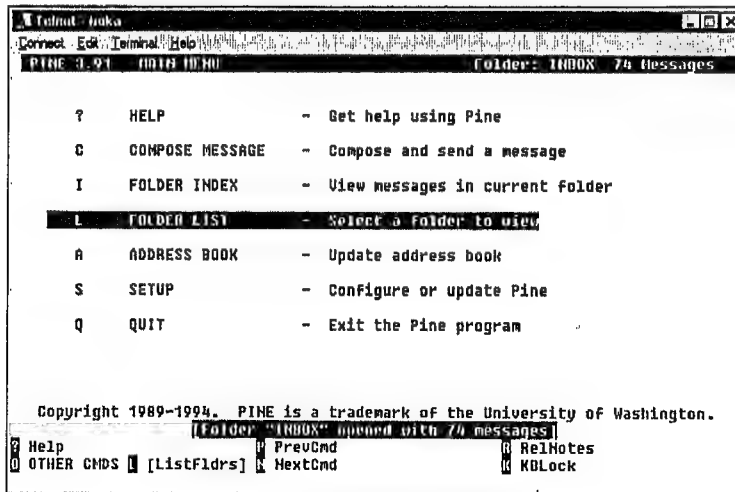 Telnet - hoka
Connect Edit Terminal Help
PINE 3.91 MAIN MENU Folder: INBOX 74 Messages
? HELP - Get help using Pine
C COMPOSE MESSAGE - Compose and send a message
I FOLDER INDEX - View messages in current folder
L FOLDER LIST - Select a folder to view
A ADDRESS BOOK - Update address book
S SETUP - Configure or update Pine
Q QUIT - Exit the Pine program
Copyright 1989-1994. PINE is a trademark of the University of Washington.
[Folder "INBOX" opened with 74 messages]
? Help P PrevCmd R RelNotes
O OTHER CMDS L [ListFldrs] N NextCmd K KBLock